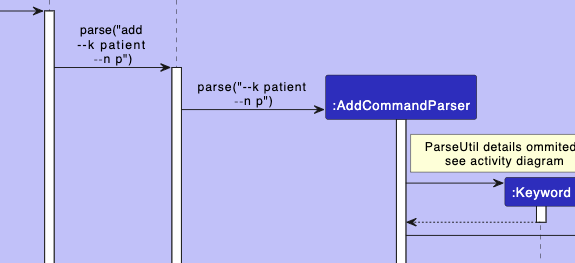 parse("add
--k patient
--n p")
parse("--k patient
--n p")
:AddCommandParser
ParseUtil details ommited
see activity diagram
:Keyword